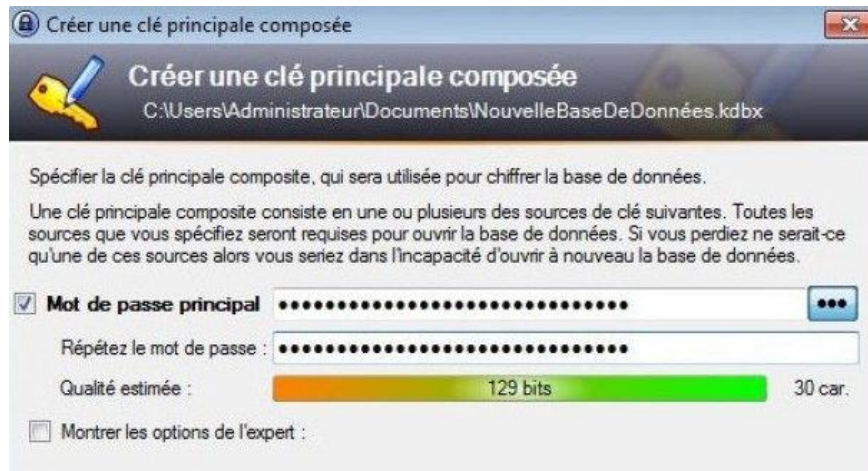 Créer une clé principale composée
Créer une clé principale composée
C:\Users\Administrateur\Documents\NouvelleBaseDeDonnées.kdbx
Spécifier la clé principale composite, qui sera utilisée pour chiffrer la base de données.
Une clé principale composite consiste en une ou plusieurs des sources de clé suivantes. Toutes les
sources que vous spécifiez seront requises pour ouvrir la base de données. Si vous perdiez ne serait-ce
qu'une de ces sources alors vous seriez dans l'incapacité d'ouvrir à nouveau la base de données.
Mot de passe principal
Répétez le mot de passe :
Qualité estimée : 129 bits 30 car.
Montrer les options de l'expert :